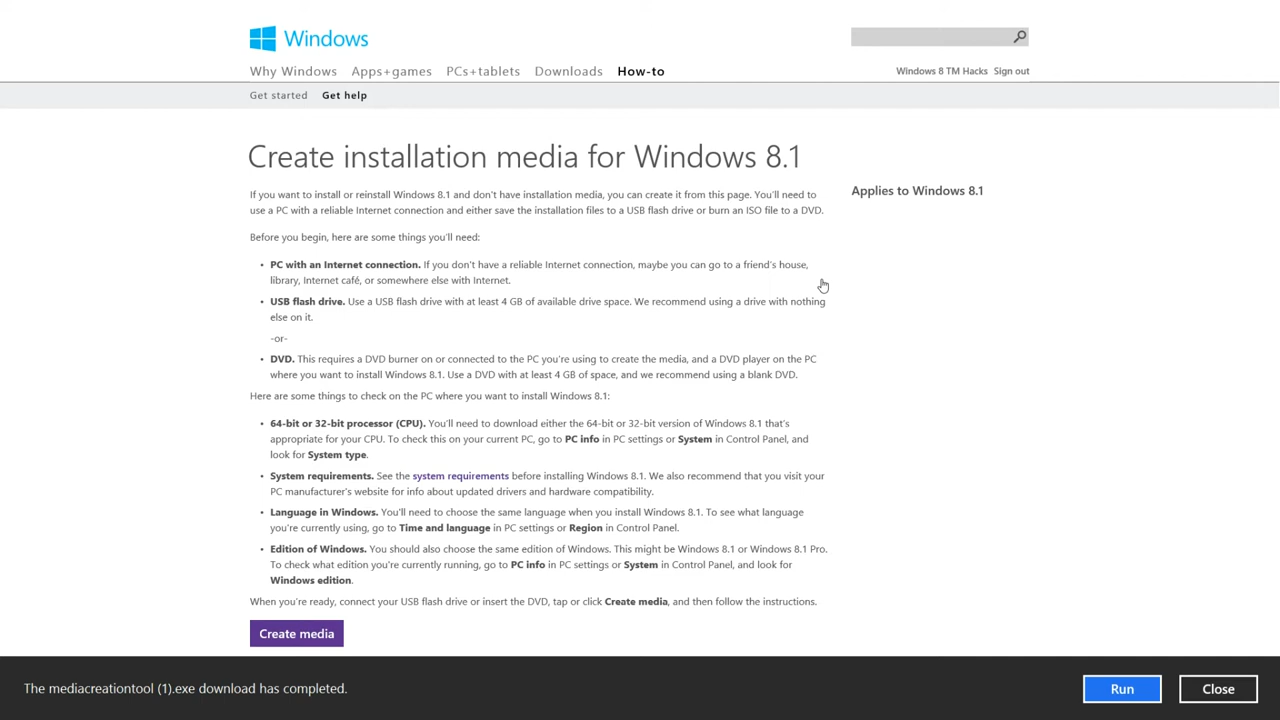 Windows
Why Windows Apps+games PCs+tablets Downloads How-to
Windows 8 TM Hacks Sign out
Get started Get help
Create installation media for Windows 8.1
If you want to install or reinstall Windows 8.1 and don't have installation media, you can create it from this page. You'll need to
use a PC with a reliable Internet connection and either save the installation files to a USB flash drive or burn an ISO file to a DVD.
Before you begin, here are some things you'll need:
• PC with an Internet connection. If you don't have a reliable Internet connection, maybe you can go to a friend's house,
library, Internet café, or somewhere else with Internet.
• USB flash drive. Use a USB flash drive with at least 4 GB of available drive space. We recommend using a drive with nothing
else on it.
-or-
• DVD. This requires a DVD burner on or connected to the PC you're using to create the media, and a DVD player on the PC
where you want to install Windows 8.1. Use a DVD with at least 4 GB of space, and we recommend using a blank DVD.
Here are some things to check on the PC where you want to install Windows 8.1:
• 64-bit or 32-bit processor (CPU). You'll need to download either the 64-bit or 32-bit version of Windows 8.1 that's
appropriate for your CPU. To check this on your current PC, go to PC info in PC settings or System in Control Panel, and
look for System type.
• System requirements. See the system requirements before installing Windows 8.1. We also recommend that you visit your
PC manufacturer's website for info about updated drivers and hardware compatibility.
• Language in Windows. You'll need to choose the same language when you install Windows 8.1. To see what language
you're currently using, go to Time and language in PC settings or Region in Control Panel.
• Edition of Windows. You should also choose the same edition of Windows. This might be Windows 8.1 or Windows 8.1 Pro.
To check what edition you're currently running, go to PC info in PC settings or System in Control Panel, and look for
Windows edition.
When you're ready, connect your USB flash drive or insert the DVD, tap or click Create media, and then follow the instructions.
Create media
Applies to Windows 8.1
The mediacreationtool (1).exe download has completed.
Run Close